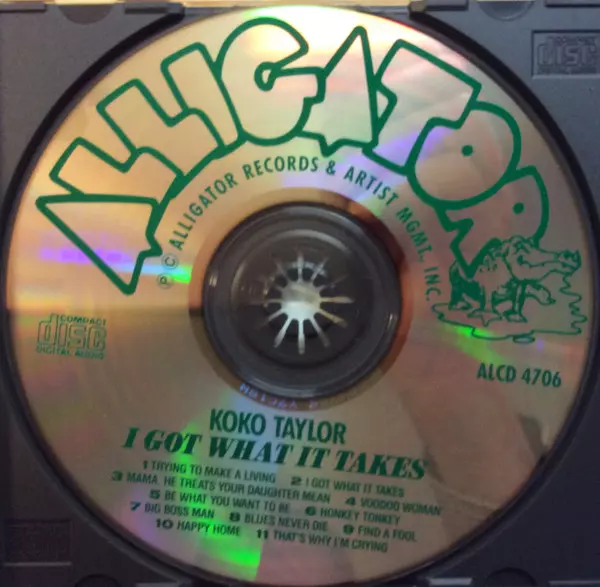 ALLIGATOR
Ⓟ © ALLIGATOR RECORDS & ARTIST MGMT., INC.
COMPACT
disc
DIGITAL AUDIO
ALCD 4706
KOKO TAYLOR
I GOT WHAT IT TAKES
1 TRYING TO MAKE A LIVING 2 I GOT WHAT IT TAKES
3 MAMA, HE TREATS YOUR DAUGHTER MEAN 4 VOODOO WOMAN
5 BE WHAT YOU WANT TO BE 6 HONKEY TONKEY
7 BIG BOSS MAN 8 BLUES NEVER DIE 9 FIND A FOOL
10 HAPPY HOME 11 THAT'S WHY I'M CRYING
disc